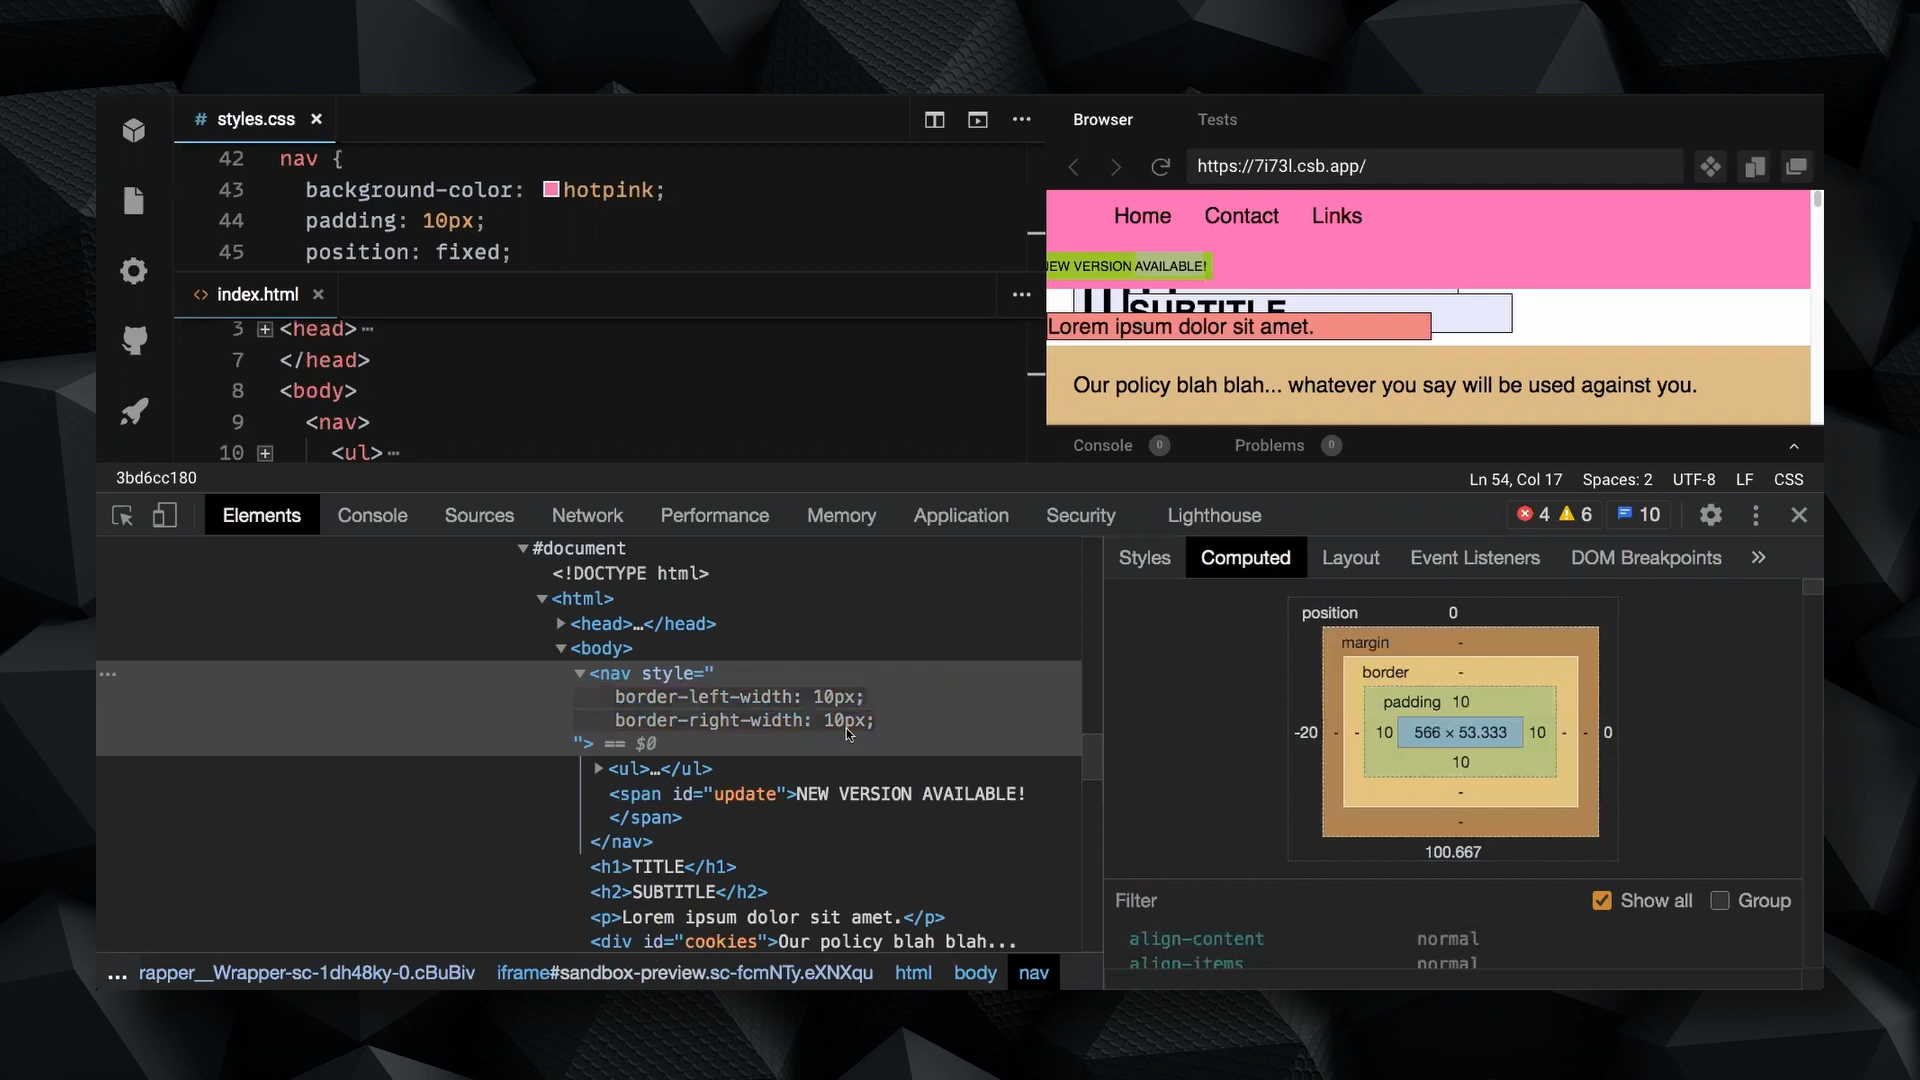 # styles.css ×
42 nav {
43 background-color: hotpink;
44 padding: 10px;
45 position: fixed;
<> index.html ×
3 <head>
7 </head>
8 <body>
9 <nav>
10 <ul>
Browser Tests
https://7i73l.csb.app/
Home Contact Links
NEW VERSION AVAILABLE!
SUBTITLE
Lorem ipsum dolor sit amet.
Our policy blah blah... whatever you say will be used against you.
Console 0 Problems 0
3bd6cc180
Ln 54, Col 17 Spaces: 2 UTF-8 LF CSS
Elements Console Sources Network Performance Memory Application Security Lighthouse 4 6 10
#document
<!DOCTYPE html>
<html>
<head>…</head>
<body>
<nav style="
border-left-width: 10px;
border-right-width: 10px;
"> == $0
<ul>…</ul>
<span id="update">NEW VERSION AVAILABLE!
</span>
</nav>
<h1>TITLE</h1>
<h2>SUBTITLE</h2>
<p>Lorem ipsum dolor sit amet.</p>
<div id="cookies">Our policy blah blah...
... rapper__Wrapper-sc-1dh48ky-0.cBuBiv iframe#sandbox-preview.sc-fcmNTy.eXNXqu html body nav
Styles Computed Layout Event Listeners DOM Breakpoints »
position 0
margin -
border -
padding 10
-20 - - 10 566 × 53.333 10 - - 0
10
-
-
100.667
Filter Show all Group
align-content normal
align-items normal